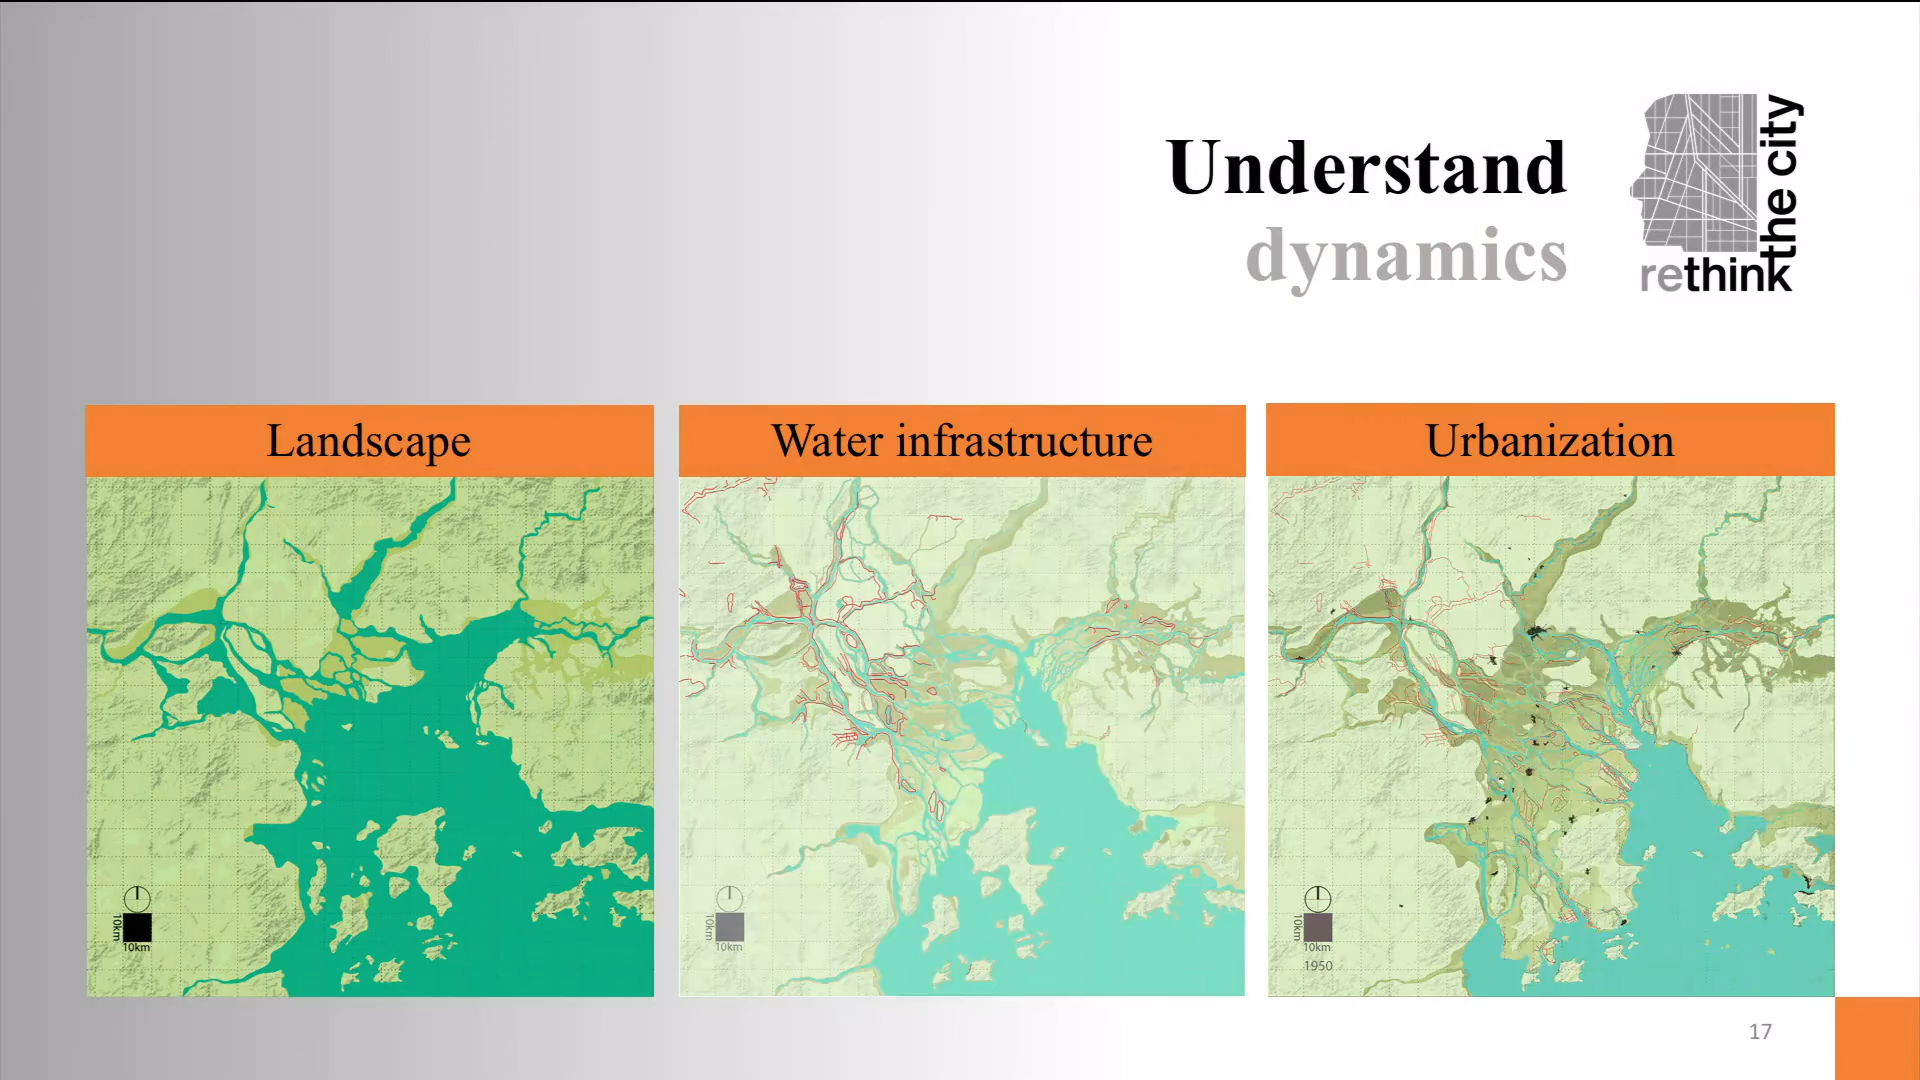 Understand
dynamics
the city
rethink
Landscape
Water infrastructure
Urbanization
10km
10km
10km
10km
10km
10km
1950
17